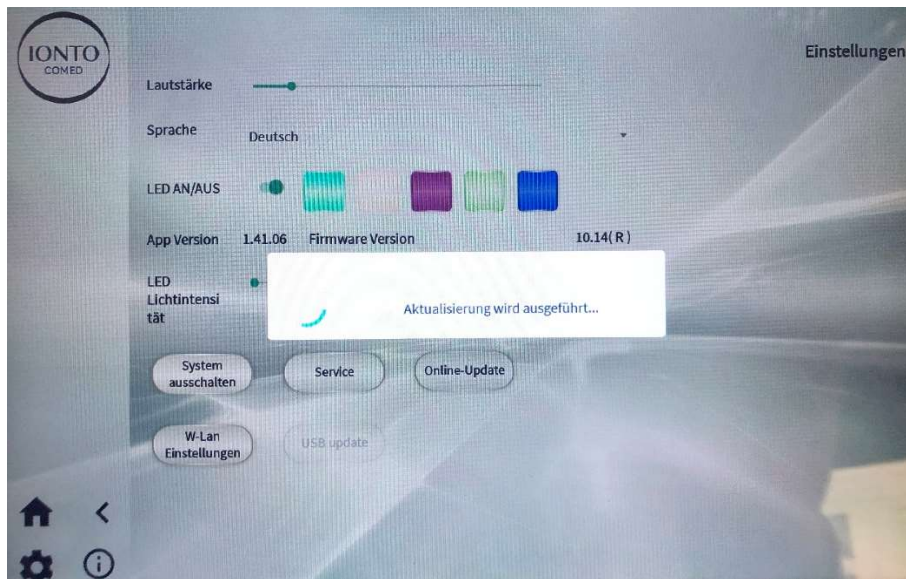 IONTO
COMED
Einstellungen
Lautstärke
Sprache
Deutsch
LED AN/AUS
App Version 1.41.06 Firmware Version 10.14( R )
LED
Lichtintensi
tät
Aktualisierung wird ausgeführt...
System
ausschalten
Service
Online-Update
W-Lan
Einstellungen
USB update